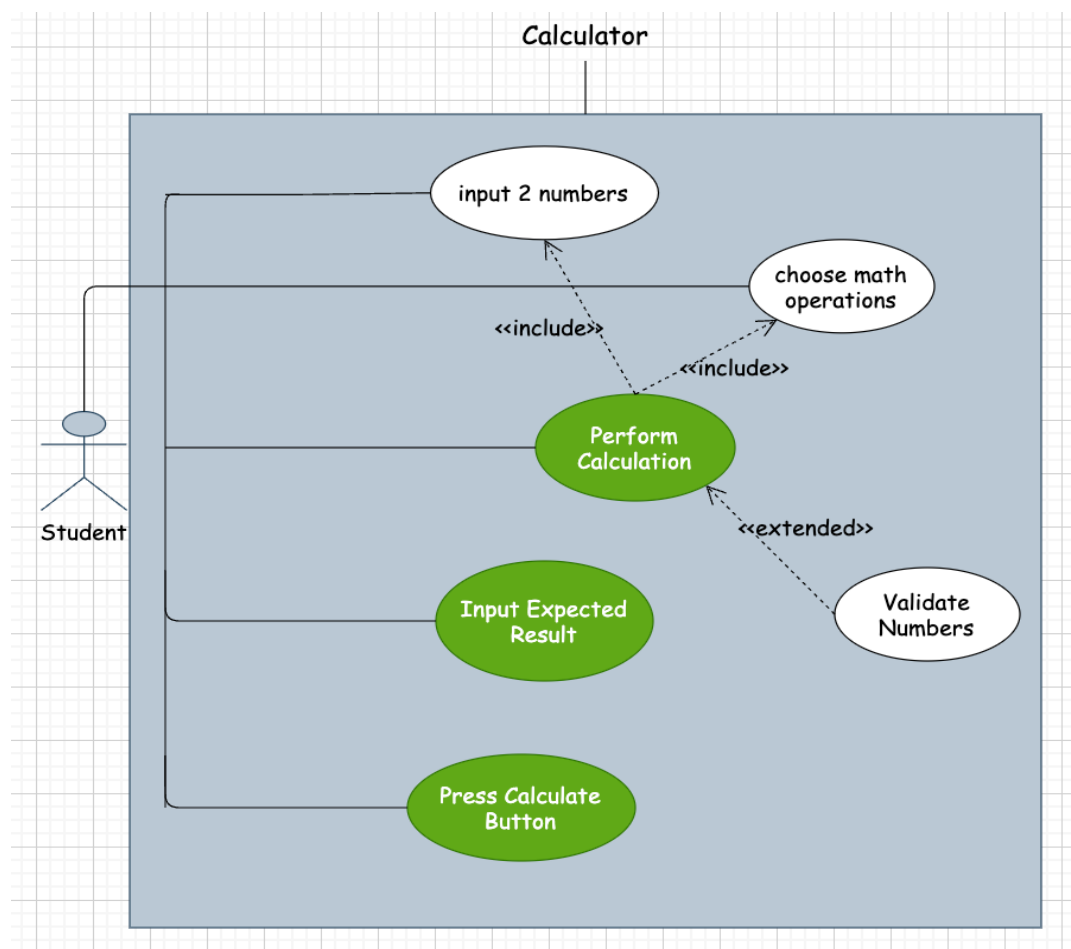 Calculator
input 2 numbers
choose math
operations
<<include>>
<<include>>
Perform
Calculation
Student
<<extended>>
Input Expected
Result
Validate
Numbers
Press Calculate
Button